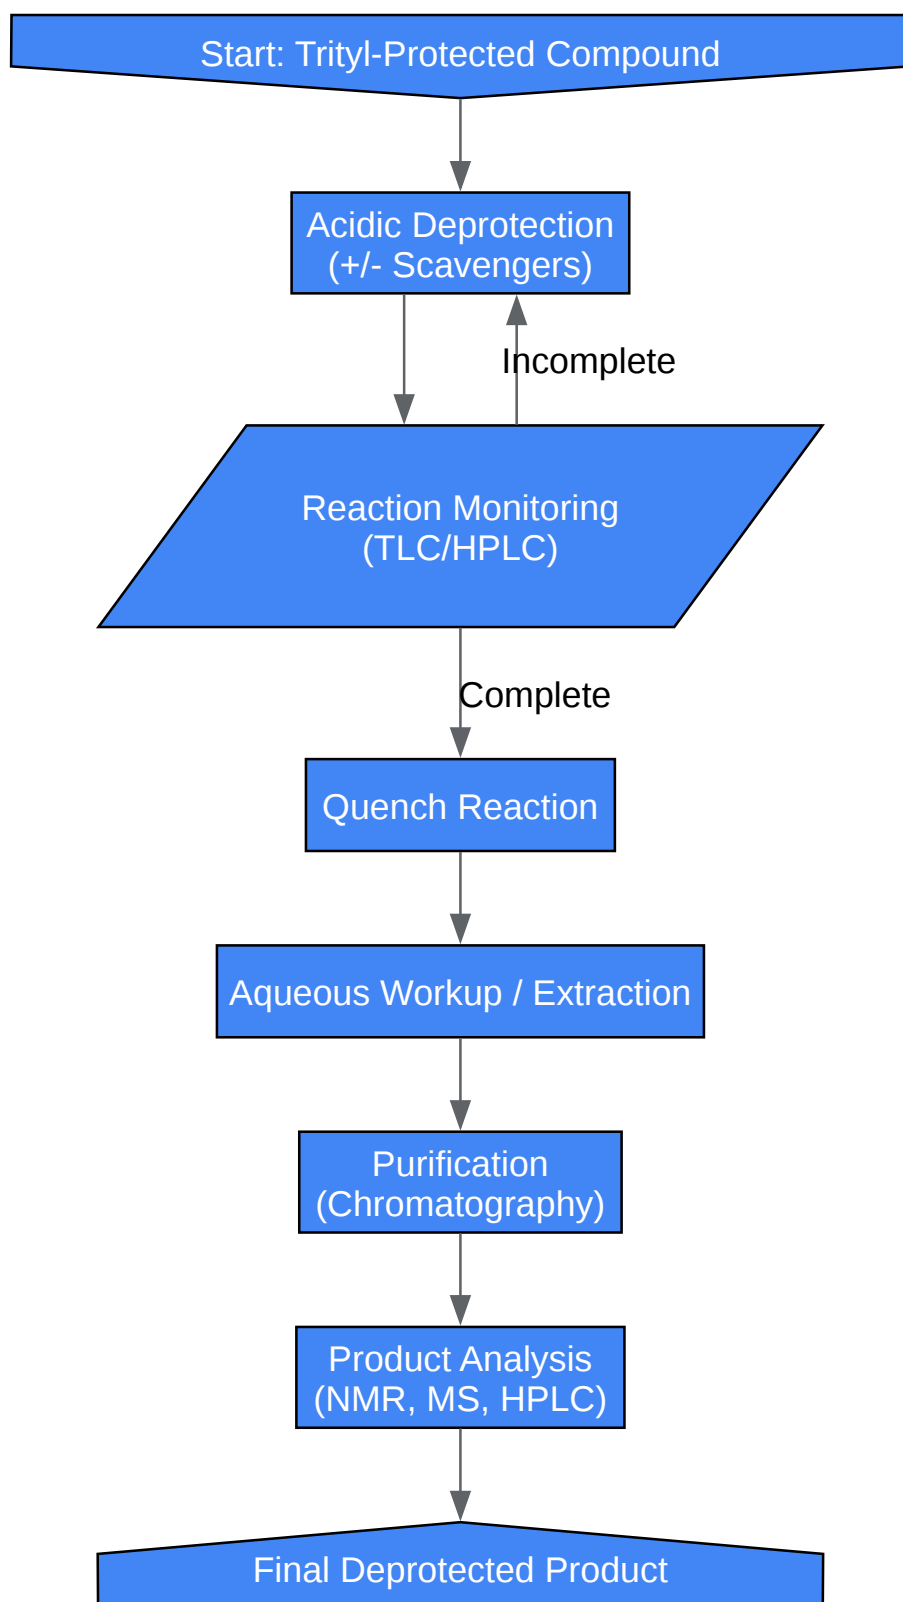 Start: Trityl-Protected Compound
Acidic Deprotection
(+/- Scavengers)
Incomplete
Reaction Monitoring
(TLC/HPLC)
Complete
Quench Reaction
Aqueous Workup / Extraction
Purification
(Chromatography)
Product Analysis
(NMR, MS, HPLC)
Final Deprotected Product